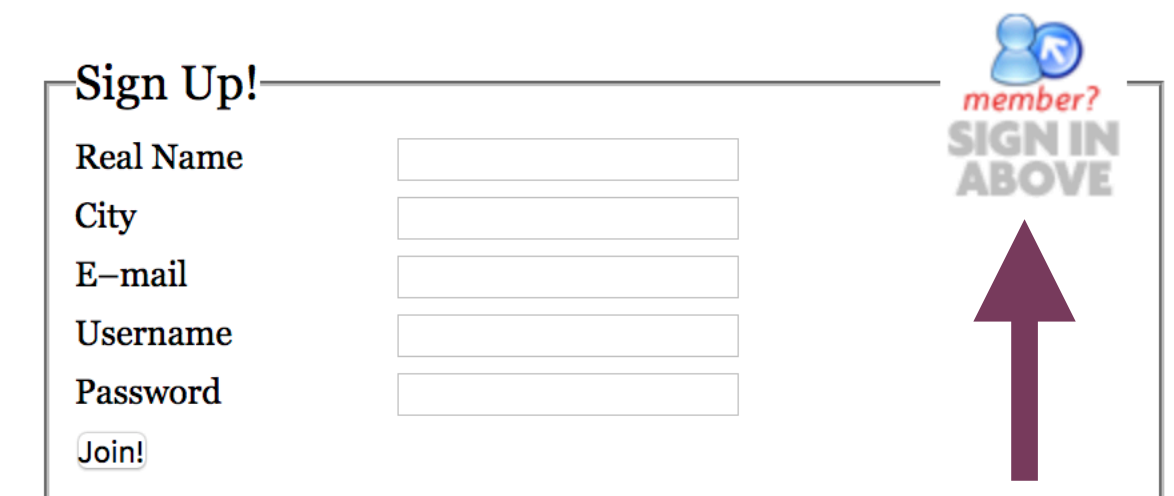 Sign Up!
member?
SIGN IN
ABOVE
Real Name
City
E–mail
Username
Password
Join!